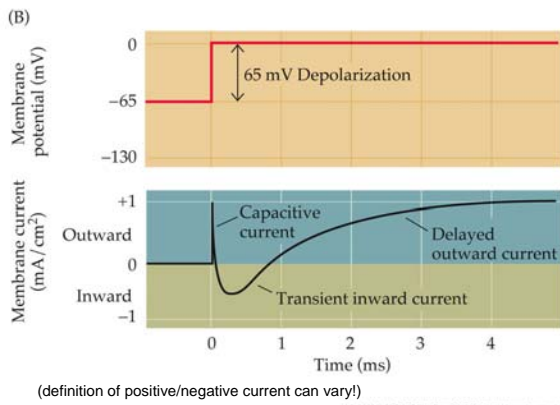 (B)
Membrane
potential (mV)
0
−65
−130
65 mV Depolarization
Membrane current
(mA/cm²)
Outward
Inward
+1
0
−1
Capacitive
current
Delayed
outward current
Transient inward current
0
1
2
3
4
Time (ms)
(definition of positive/negative current can vary!)